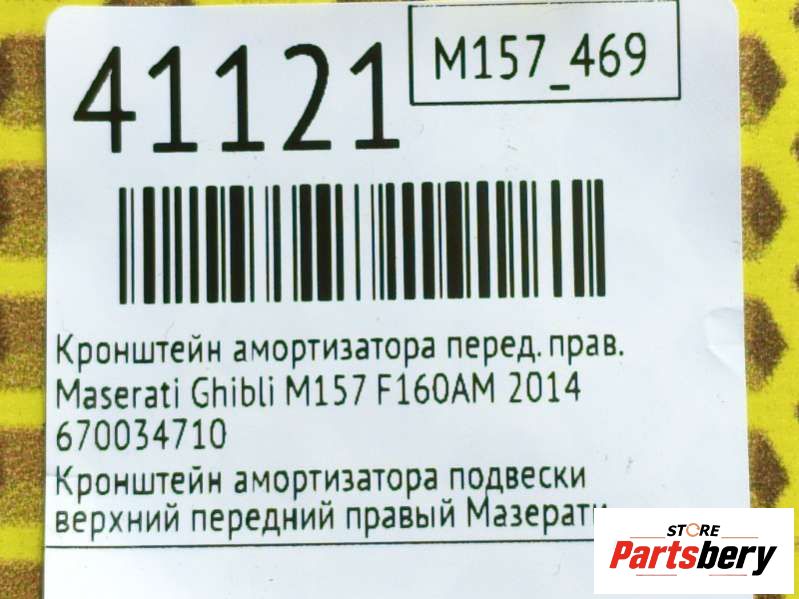 41121
M157_469
Кронштейн амортизатора перед. прав.
Maserati Ghibli M157 F160AM 2014
670034710
Кронштейн амортизатора подвески
верхний передний правый Мазерати
STORE
Partsbery